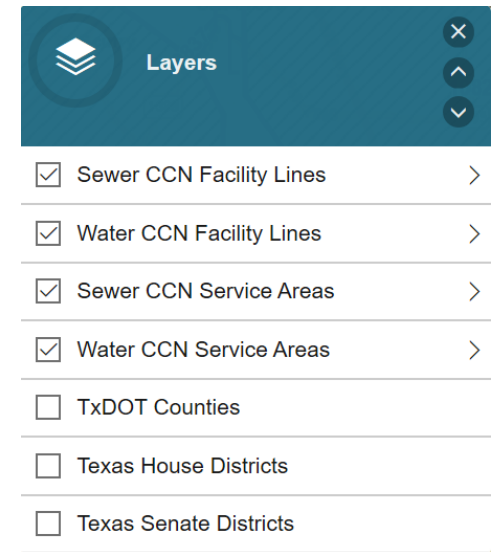 Layers
Sewer CCN Facility Lines
Water CCN Facility Lines
Sewer CCN Service Areas
Water CCN Service Areas
TxDOT Counties
Texas House Districts
Texas Senate Districts